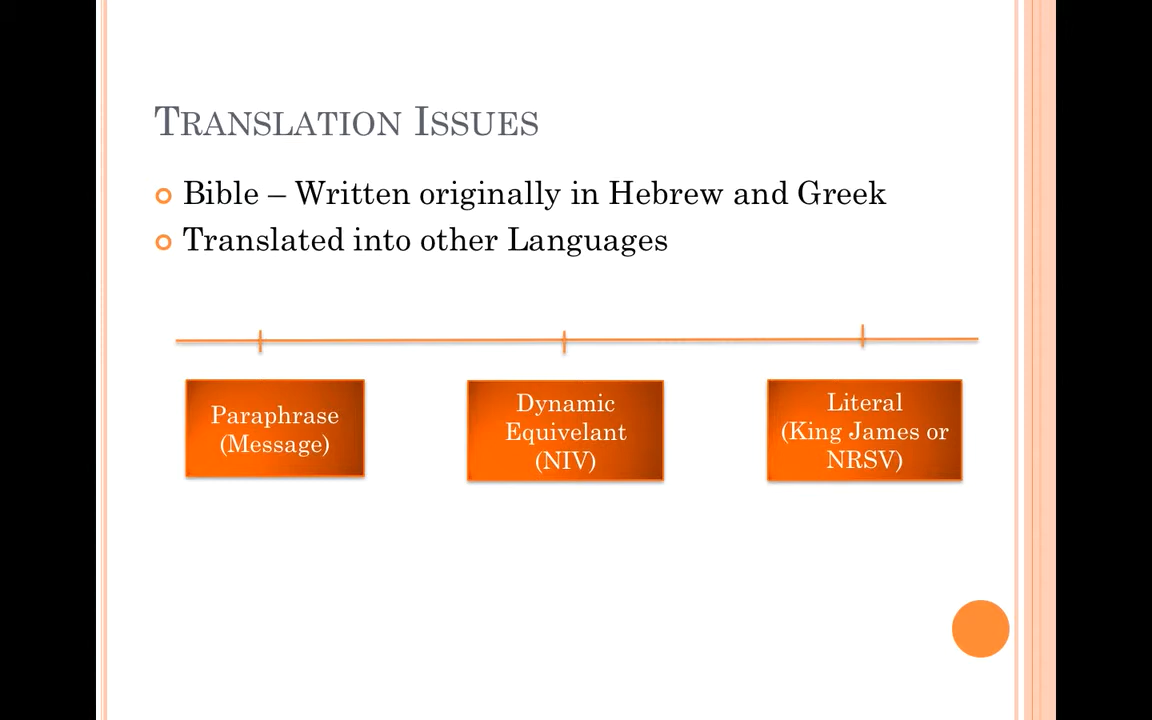 Translation Issues
Bible – Written originally in Hebrew and Greek
Translated into other Languages
Paraphrase
(Message)
Dynamic
Equivelant
(NIV)
Literal
(King James or
NRSV)